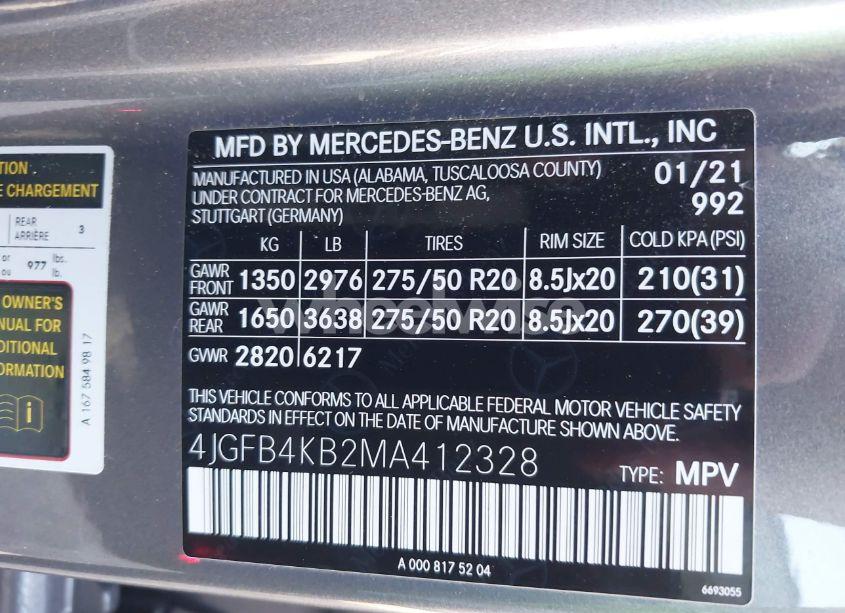 TION
E CHARGEMENT
REAR
ARRIÈRE 3
or
ou 977 lbs.
lb.
OWNER'S
NUAL FOR
DITIONAL
FORMATION
A 167 584 98 17
MFD BY MERCEDES-BENZ U.S. INTL., INC
MANUFACTURED IN USA (ALABAMA, TUSCALOOSA COUNTY) 01/21
UNDER CONTRACT FOR MERCEDES-BENZ AG, 992
STUTTGART (GERMANY)
KG LB TIRES RIM SIZE COLD KPA (PSI)
GAWR FRONT 1350 2976 275/50 R20 8.5Jx20 210(31)
GAWR REAR 1650 3638 275/50 R20 8.5Jx20 270(39)
GVWR 2820 6217
wheelwise
THIS VEHICLE CONFORMS TO ALL APPLICABLE FEDERAL MOTOR VEHICLE SAFETY
STANDARDS IN EFFECT ON THE DATE OF MANUFACTURE SHOWN ABOVE.
4JGFB4KB2MA412328
TYPE: MPV
A 000 817 52 04
6693055